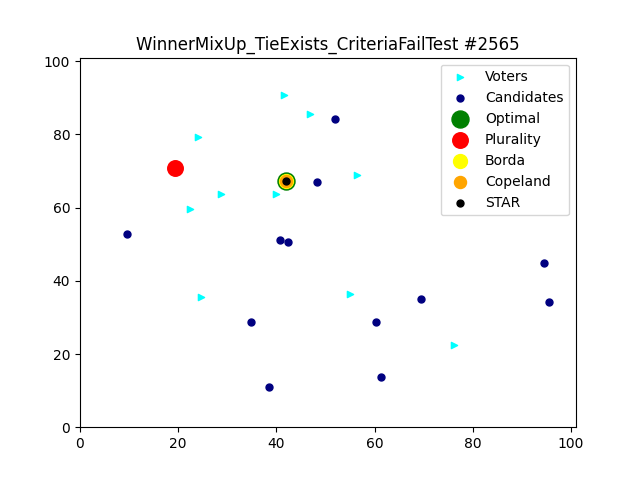 WinnerMixUp_TieExists_CriteriaFailTest #2565
Voters
Candidates
Optimal
Plurality
Borda
Copeland
STAR
100
80
60
40
20
0
0 20 40 60 80 100